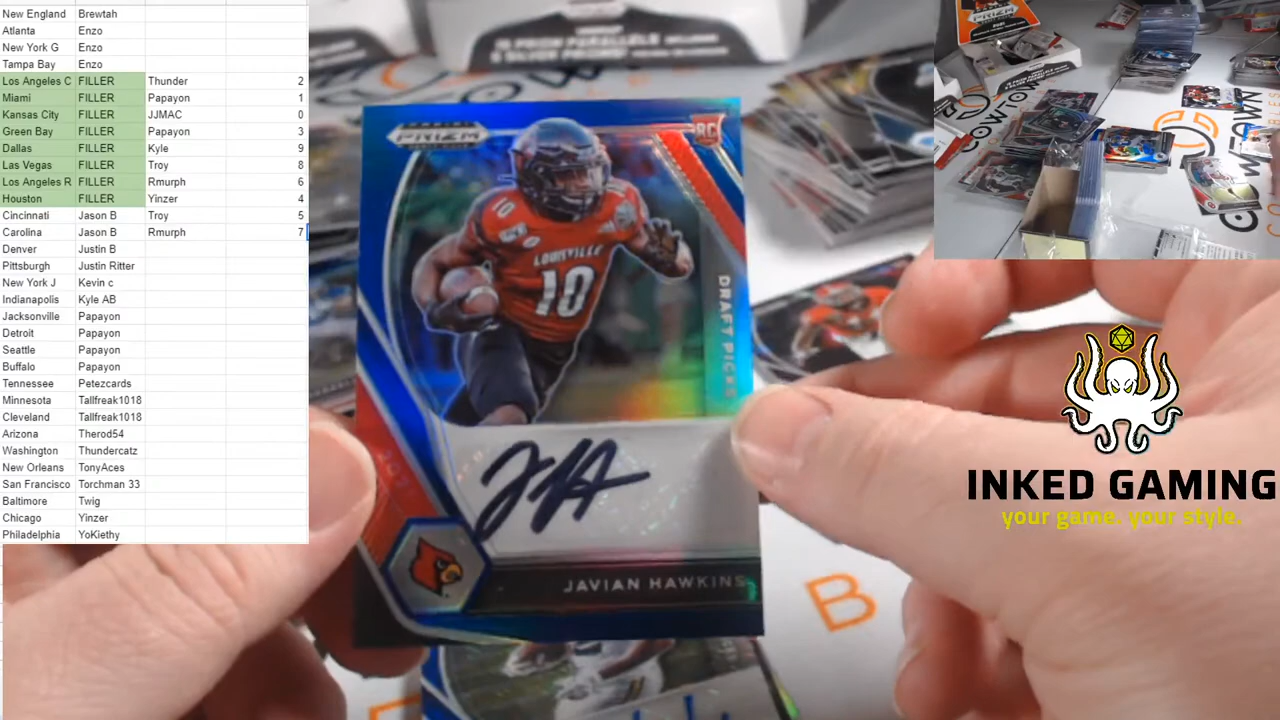 New England Brewtah
Atlanta Enzo
New York G Enzo
Tampa Bay Enzo
Los Angeles C FILLER Thunder 2
Miami FILLER Papayon 1
Kansas City FILLER JJMAC 0
Green Bay FILLER Papayon 3
Dallas FILLER Kyle 9
Las Vegas FILLER Troy 8
Los Angeles R FILLER Rmurph 6
Houston FILLER Yinzer 4
Cincinnati Jason B Troy 5
Carolina Jason B Rmurph 7
Denver Justin B
Pittsburgh Justin Ritter
New York J Kevin c
Indianapolis Kyle AB
Jacksonville Papayon
Detroit Papayon
Seattle Papayon
Buffalo Papayon
Tennessee Petezcards
Minnesota Tallfreak1018
Cleveland Tallfreak1018
Arizona Therod54
Washington Thundercatz
New Orleans TonyAces
San Francisco Torchman 33
Baltimore Twig
Chicago Yinzer
Philadelphia YoKiethy
PRIZM
RC
10
LOUISVILLE
10
DRAFT PICKS
JAVIAN HAWKINS
B
PRIZM
COWTOWN
INKED GAMING
your game. your style.